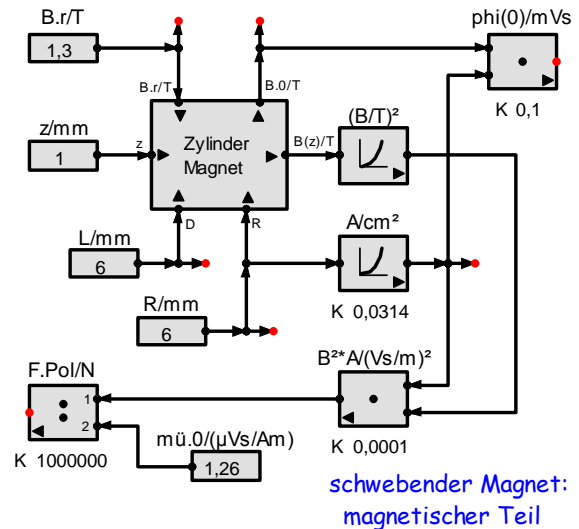 B.r/T
phi(0)/mVs
1,3
K 0,1
B.r/T
B.0/T
z/mm
(B/T)²
1
z
Zylinder
Magnet
B(z)/T
D
R
L/mm
A/cm²
6
R/mm
K 0,0314
6
F.Pol/N
B²*A/(Vs/m)²
1
2
K 0,0001
mü.0/(µVs/Am)
K 1000000
1,26
schwebender Magnet:
magnetischer Teil